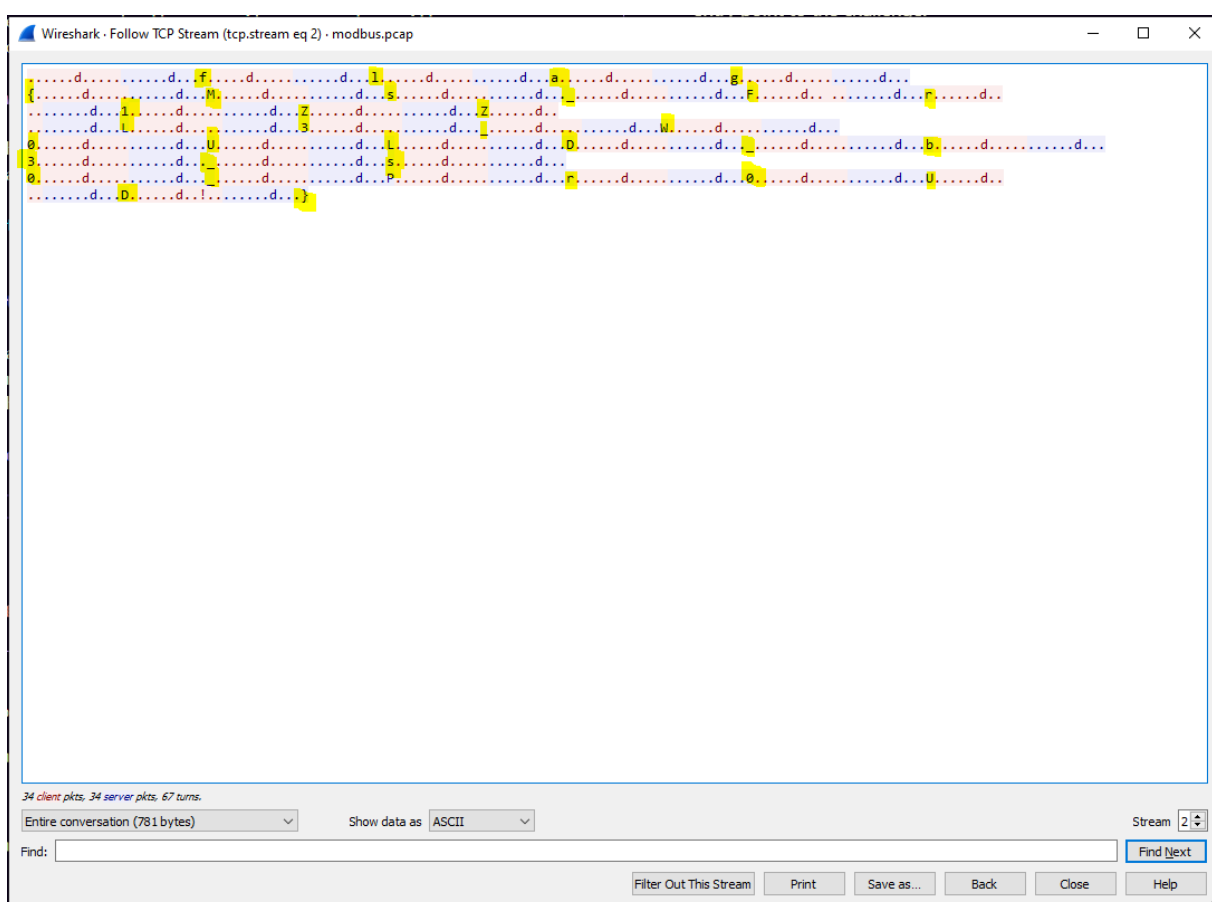 Wireshark · Follow TCP Stream (tcp.stream eq 2) · modbus.pcap
......d...........d...f.....d...........d...l......d...........d...a......d...........d...g......d...........d...
{......d...........d...M......d...........d...s......d...........d..._......d...........d...F......d.. ........d...r......d..
........d...1......d...........d...Z......d...........d...Z......d..
........d...L......d...........d...3......d...........d..._......d...........d...W......d...........d...
0......d...........d...U......d...........d...L......d...........d...D......d...........d..._......d...........d...b......d...........d...
3......d...........d..._......d...........d...s......d...........d...
0......d...........d..._......d...........d...P......d...........d...r......d...........d...0......d...........d...U......d..
........d...D......d..!........d...}
34 client pkts, 34 server pkts, 67 turns.
Entire conversation (781 bytes)
Show data as
ASCII
Stream
2
Find:
Find Next
Filter Out This Stream
Print
Save as...
Back
Close
Help